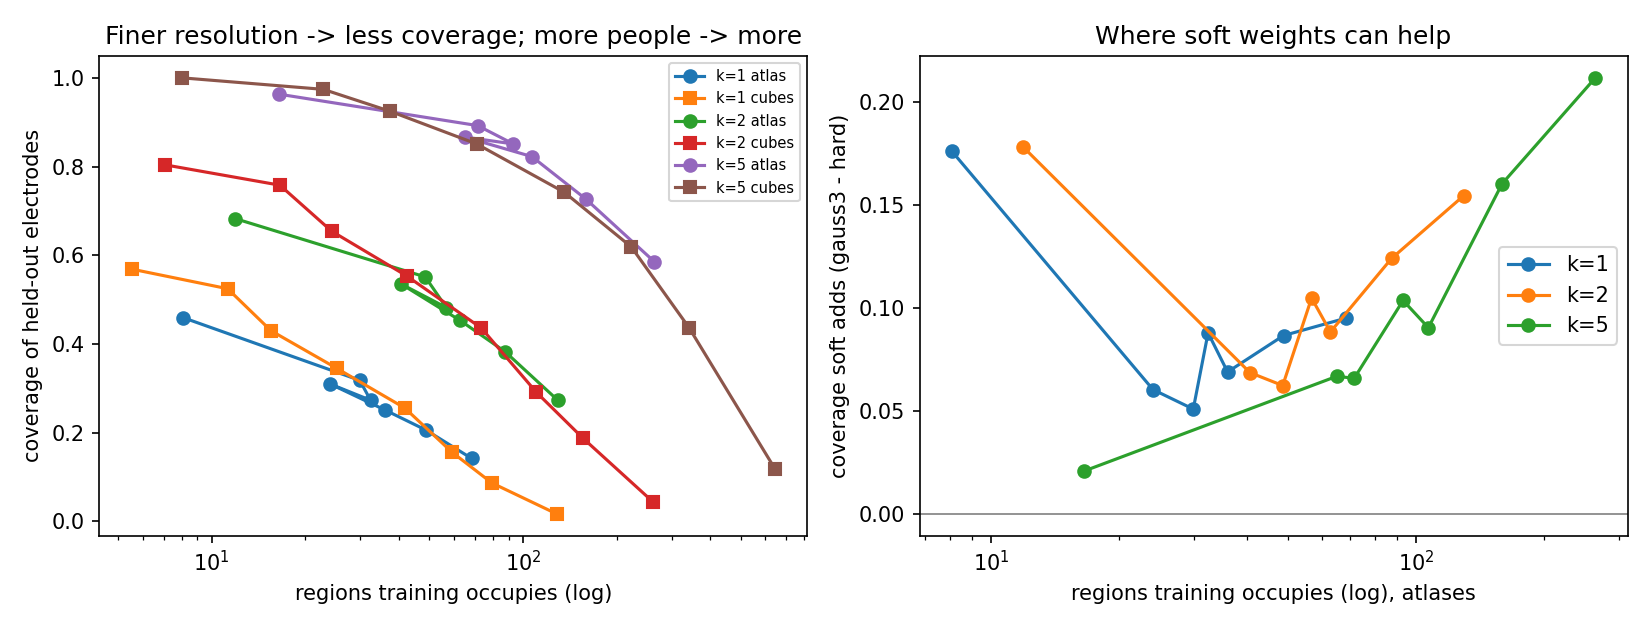 Finer resolution -> less coverage; more people -> more
coverage of held-out electrodes
1.0
0.8
0.6
0.4
0.2
0.0
k=1 atlas
k=1 cubes
k=2 atlas
k=2 cubes
k=5 atlas
k=5 cubes
10¹
10²
regions training occupies (log)
Where soft weights can help
coverage soft adds (gauss3 - hard)
0.20
0.15
0.10
0.05
0.00
k=1
k=2
k=5
10¹
10²
regions training occupies (log), atlases